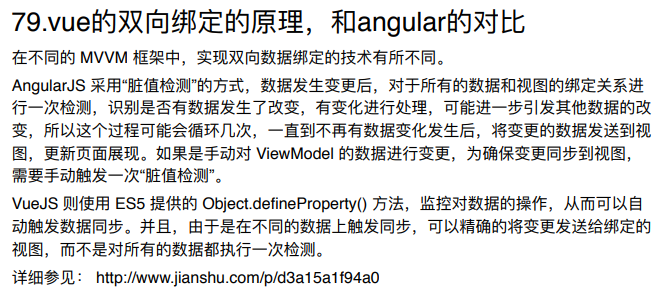 79.vue的双向绑定的原理，和angular的对比
在不同的 MVVM 框架中，实现双向数据绑定的技术有所不同。
AngularJS 采用“脏值检测”的方式，数据发生变更后，对于所有的数据和视图的绑定关系进
行一次检测，识别是否有数据发生了改变，有变化进行处理，可能进一步引发其他数据的改
变，所以这个过程可能会循环几次，一直到不再有数据变化发生后，将变更的数据发送到视
图，更新页面展现。如果是手动对 ViewModel 的数据进行变更，为确保变更同步到视图，
需要手动触发一次“脏值检测”。
VueJS 则使用 ES5 提供的 Object.defineProperty() 方法，监控对数据的操作，从而可以自
动触发数据同步。并且，由于是在不同的数据上触发同步，可以精确的将变更发送给绑定的
视图，而不是对所有的数据都执行一次检测。
详细参见： http://www.jianshu.com/p/d3a15a1f94a0